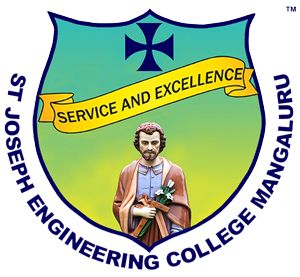 TM
SERVICE AND EXCELLENCE
ST JOSEPH ENGINEERING COLLEGE MANGALURU